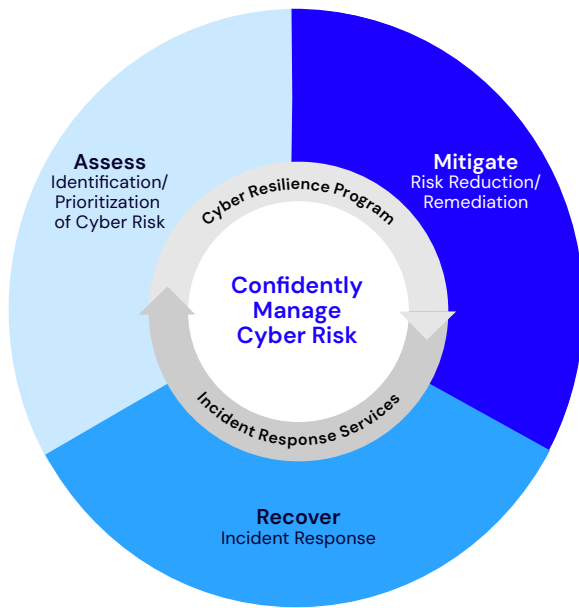 Assess
Identification/
Prioritization
of Cyber Risk
Mitigate
Risk Reduction/
Remediation
Cyber Resilience Program
Confidently
Manage
Cyber Risk
Incident Response Services
Recover
Incident Response